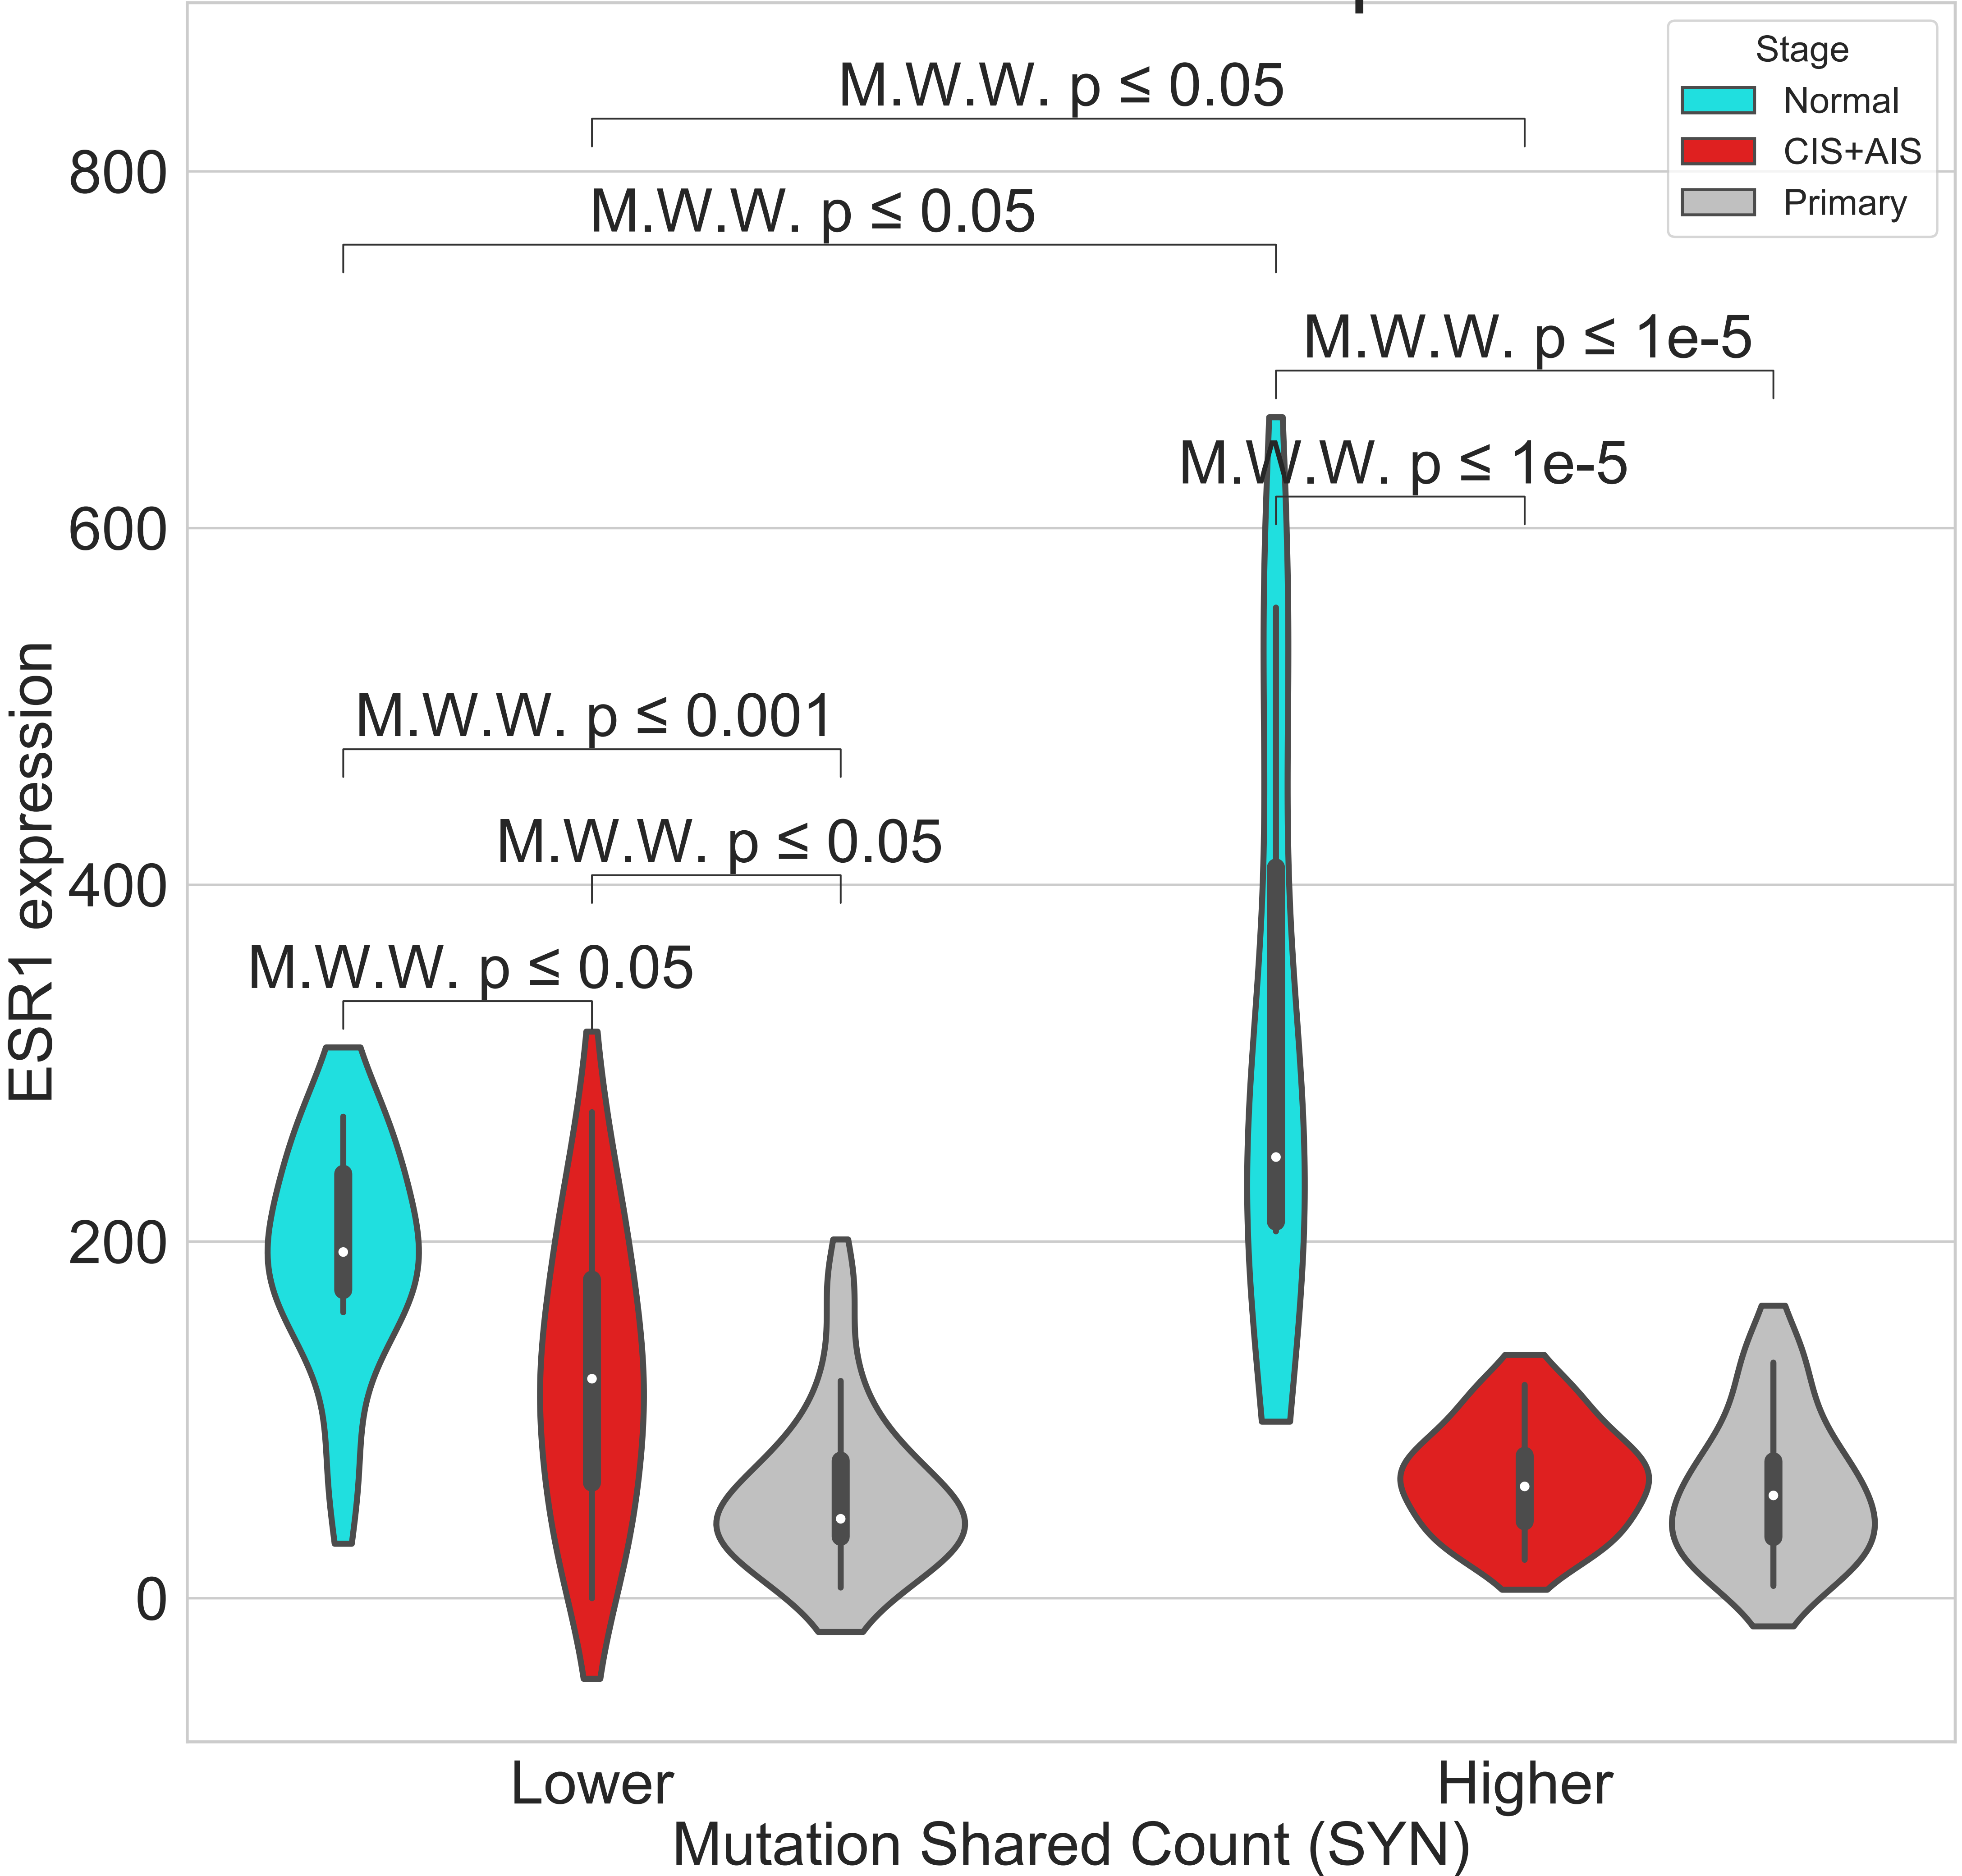 M.W.W. p ≤ 0.05
Stage
Normal
CIS+AIS
Primary
M.W.W. p ≤ 0.05
M.W.W. p ≤ 1e-5
M.W.W. p ≤ 1e-5
M.W.W. p ≤ 0.001
M.W.W. p ≤ 0.05
M.W.W. p ≤ 0.05
ESR1 expression
800
600
400
200
0
Lower
Higher
Mutation Shared Count (SYN)